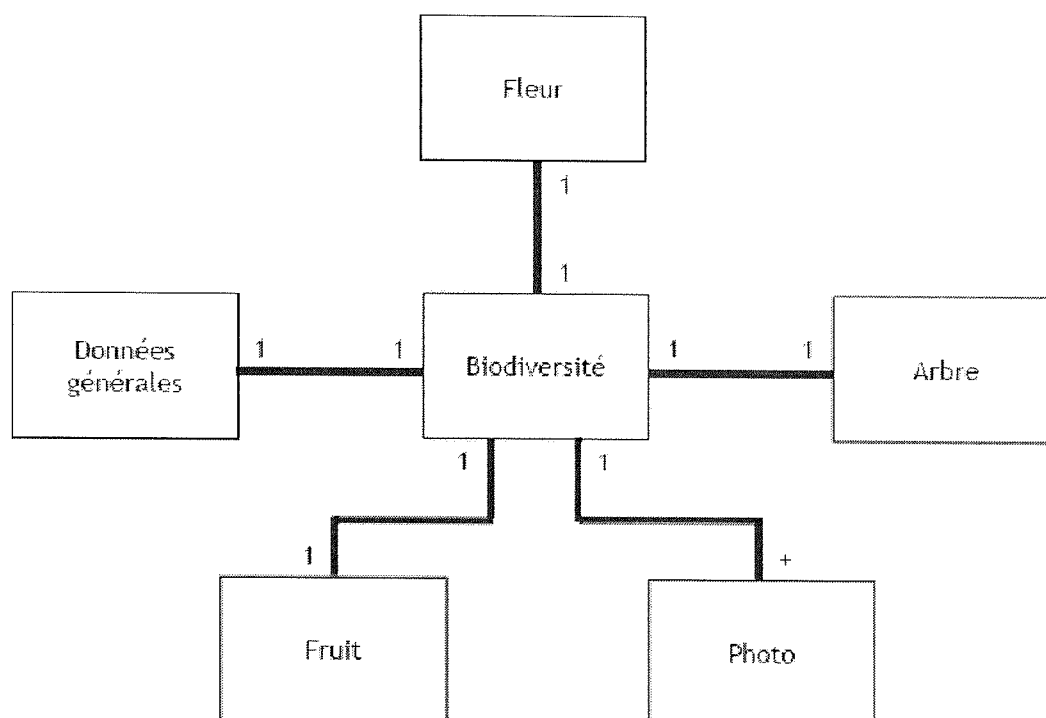 Fleur
1
1
Données
générales
1
1
Biodiversité
1
1
Arbre
1
1
1
+
Fruit
Photo